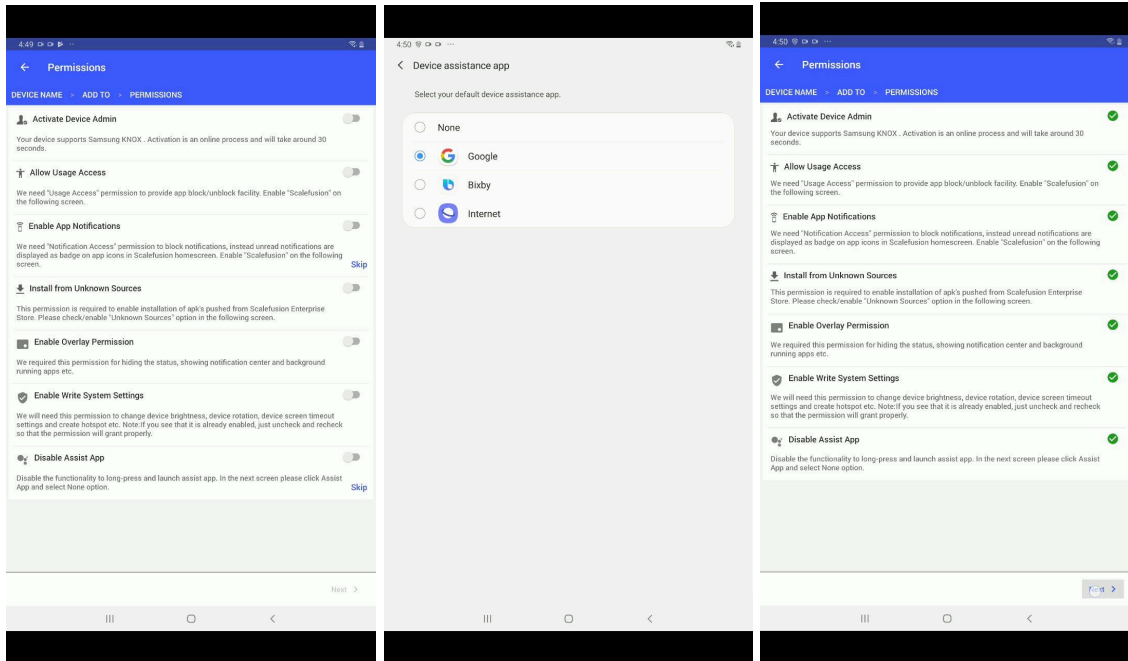 4:49
Permissions
DEVICE NAME > ADD TO > PERMISSIONS
Activate Device Admin
Your device supports Samsung KNOX . Activation is an online process and will take around 30
seconds.
Allow Usage Access
We need "Usage Access" permission to provide app block/unblock facility. Enable "Scalefusion" on
the following screen.
Enable App Notifications
We need "Notification Access" permission to block notifications, instead unread notifications are
displayed as badge on app icons in Scalefusion homescreen. Enable "Scalefusion" on the following
screen.
Skip
Install from Unknown Sources
This permission is required to enable installation of apk's pushed from Scalefusion Enterprise
Store. Please check/enable "Unknown Sources" option in the following screen.
Enable Overlay Permission
We required this permission for hiding the status, showing notification center and background
running apps etc.
Enable Write System Settings
We will need this permission to change device brightness, device rotation, device screen timeout
settings and create hotspot etc. Note:If you see that it is already enabled, just uncheck and recheck
so that the permission will grant properly.
Disable Assist App
Disable the functionality to long-press and launch assist app. In the next screen please click Assist
App and select None option.
Skip
Next >
4:50
Device assistance app
Select your default device assistance app.
None
Google
Bixby
Internet
4:50
Permissions
DEVICE NAME > ADD TO > PERMISSIONS
Activate Device Admin
Your device supports Samsung KNOX . Activation is an online process and will take around 30
seconds.
Allow Usage Access
We need "Usage Access" permission to provide app block/unblock facility. Enable "Scalefusion" on
the following screen.
Enable App Notifications
We need "Notification Access" permission to block notifications, instead unread notifications are
displayed as badge on app icons in Scalefusion homescreen. Enable "Scalefusion" on the following
screen.
Install from Unknown Sources
This permission is required to enable installation of apk's pushed from Scalefusion Enterprise
Store. Please check/enable "Unknown Sources" option in the following screen.
Enable Overlay Permission
We required this permission for hiding the status, showing notification center and background
running apps etc.
Enable Write System Settings
We will need this permission to change device brightness, device rotation, device screen timeout
settings and create hotspot etc. Note:If you see that it is already enabled, just uncheck and recheck
so that the permission will grant properly.
Disable Assist App
Disable the functionality to long-press and launch assist app. In the next screen please click Assist
App and select None option.
Next >